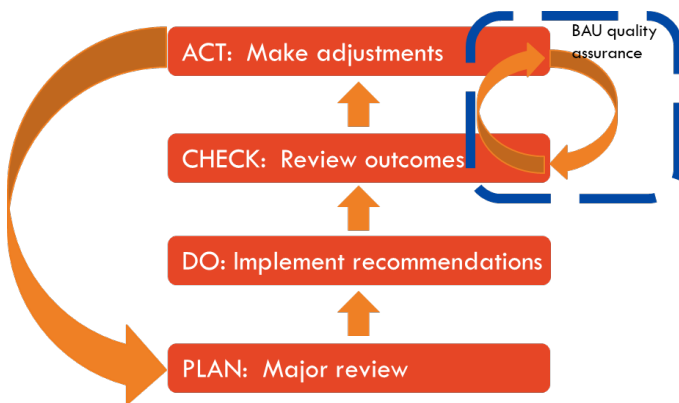 ACT: Make adjustments
BAU quality
assurance
CHECK: Review outcomes
DO: Implement recommendations
PLAN: Major review